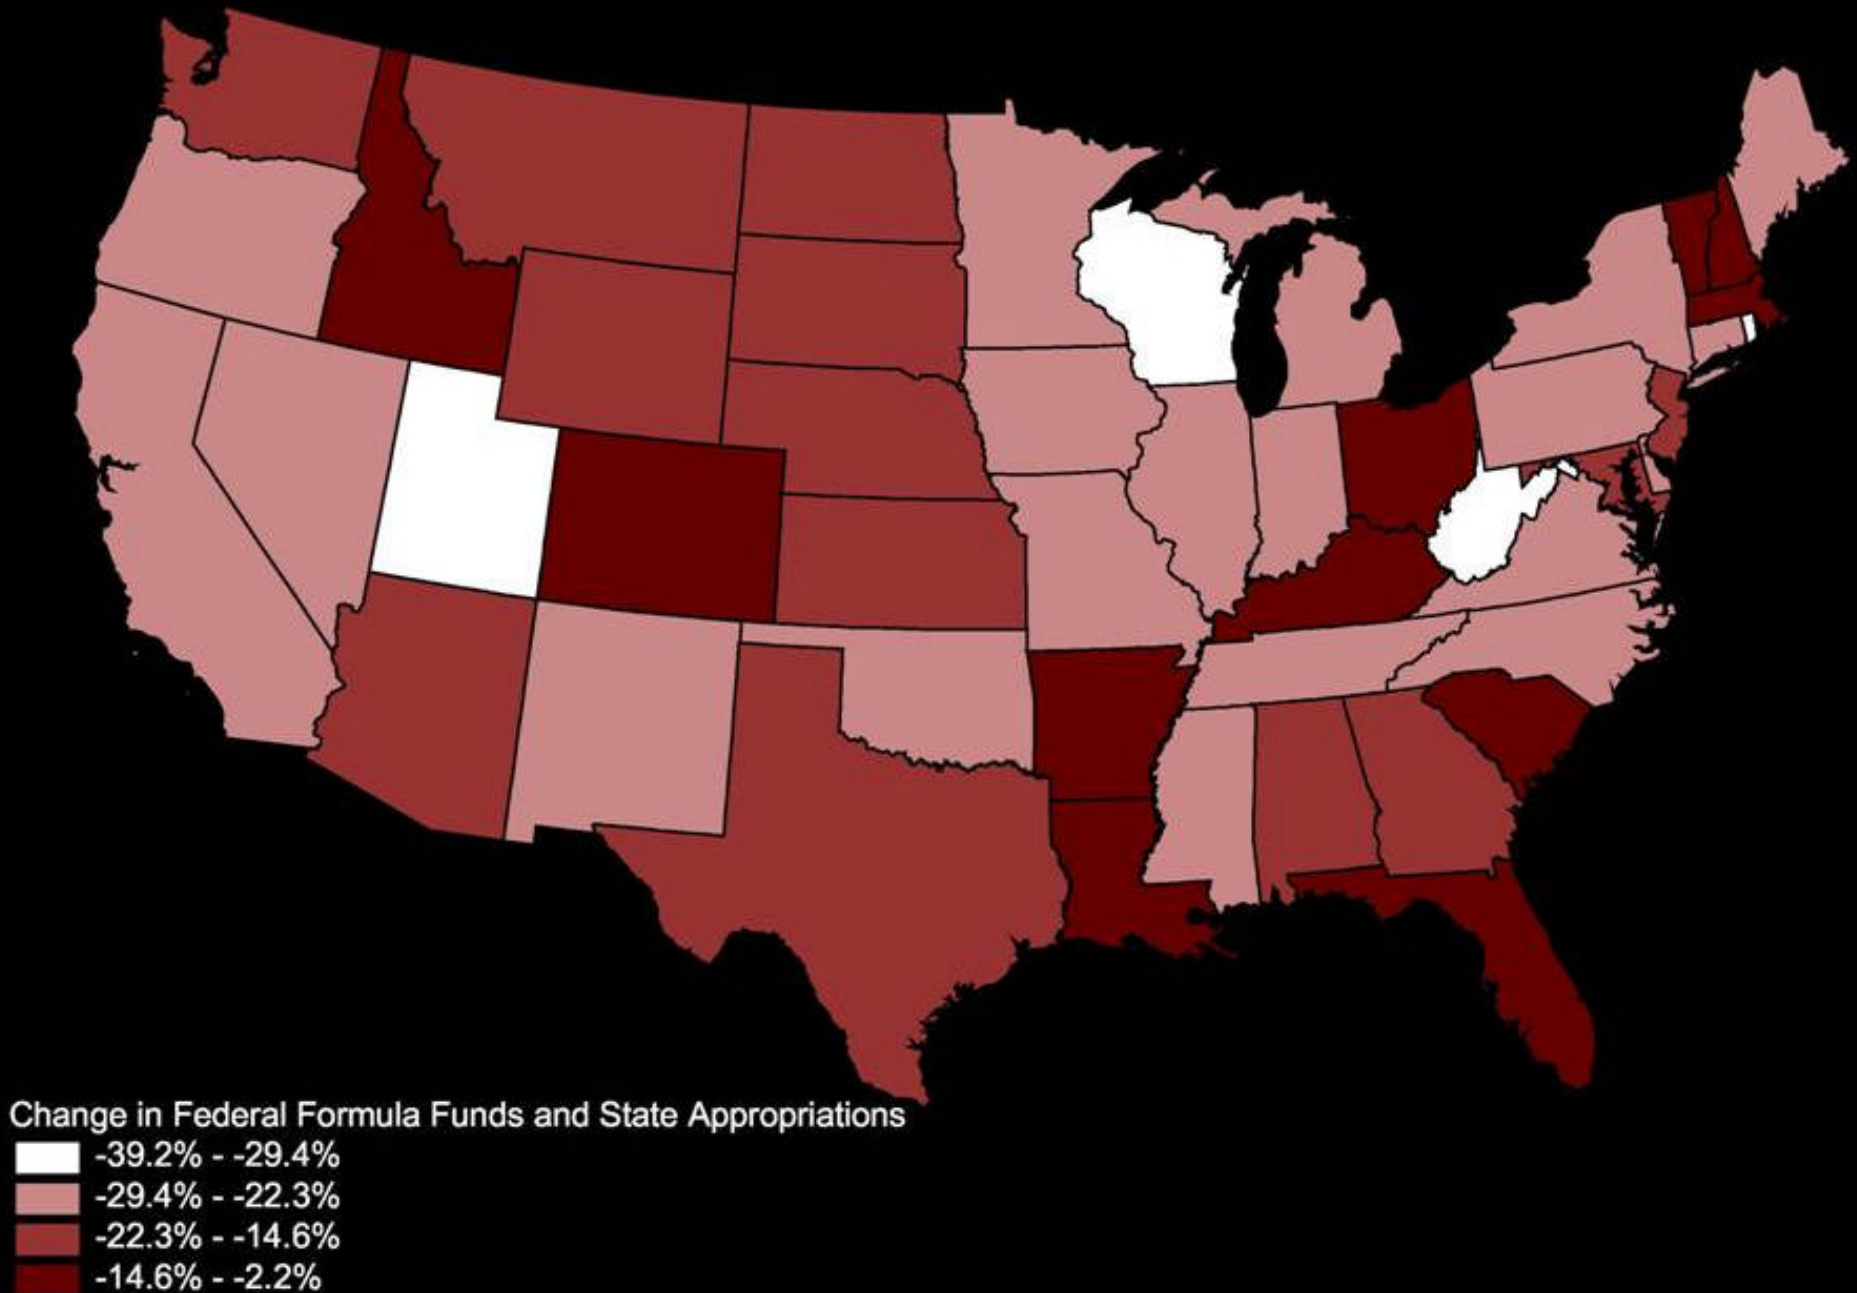 Change in Federal Formula Funds and State Appropriations
-39.2% - -29.4%
-29.4% - -22.3%
-22.3% - -14.6%
-14.6% - -2.2%